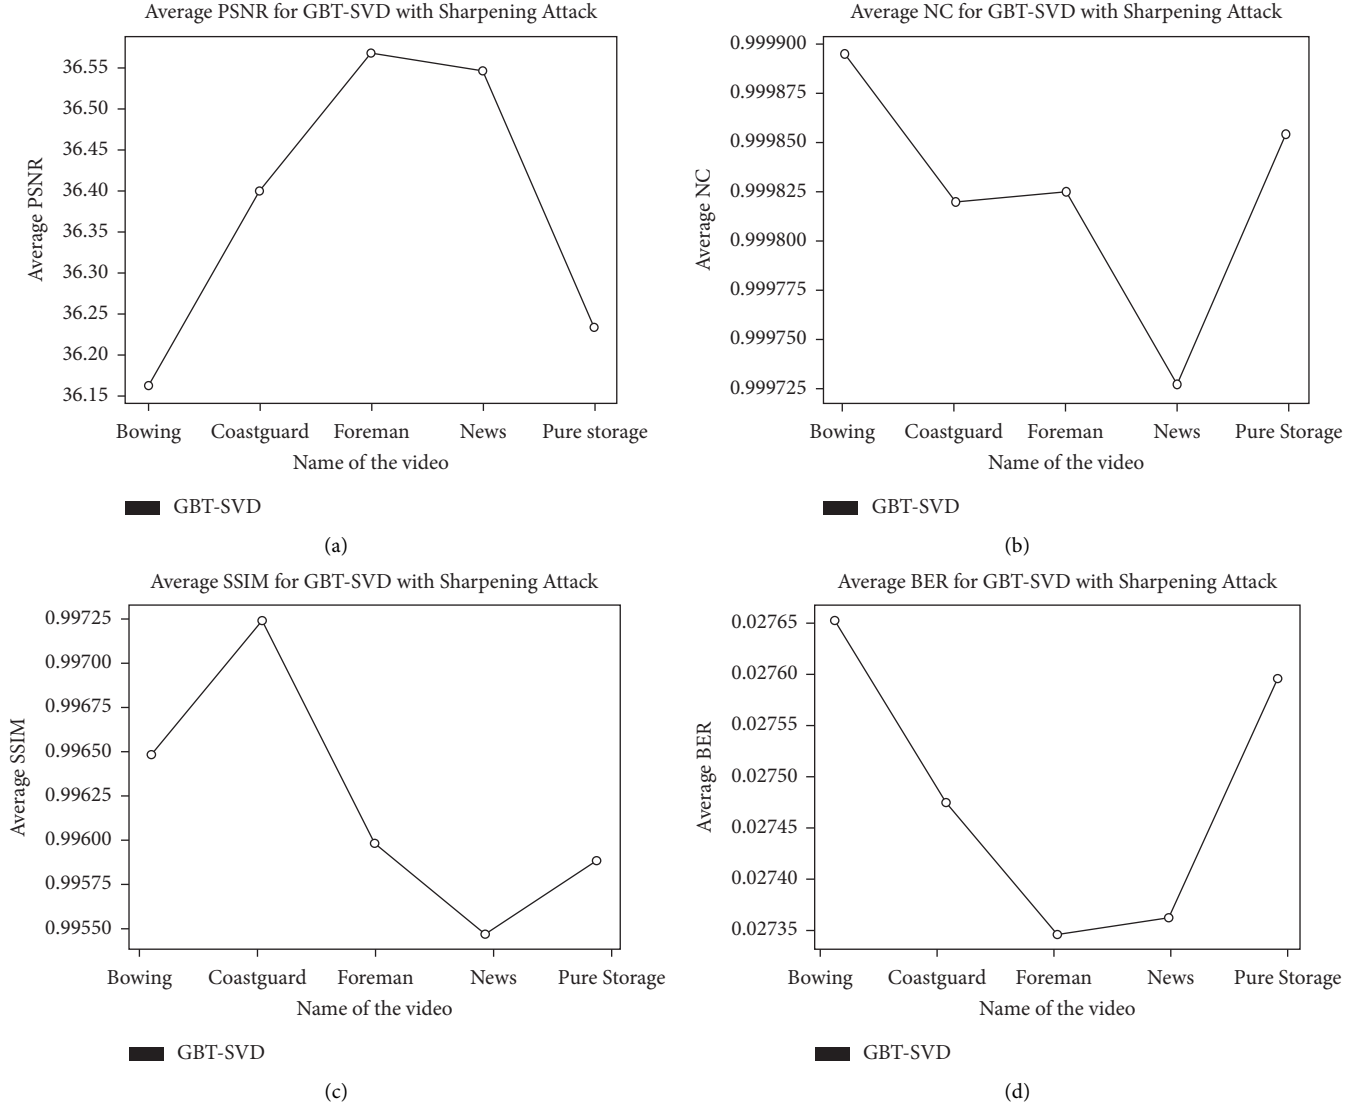 Average PSNR for GBT-SVD with Sharpening Attack
36.55
36.50
36.45
36.40
36.35
36.30
36.25
36.20
36.15
Average PSNR
Bowing Coastguard Foreman News Pure storage
Name of the video
GBT-SVD
(a)
Average NC for GBT-SVD with Sharpening Attack
0.999900
0.999875
0.999850
0.999825
0.999800
0.999775
0.999750
0.999725
Average NC
Bowing Coastguard Foreman News Pure Storage
Name of the video
GBT-SVD
(b)
Average SSIM for GBT-SVD with Sharpening Attack
0.99725
0.99700
0.99675
0.99650
0.99625
0.99600
0.99575
0.99550
Average SSIM
Bowing Coastguard Foreman News Pure Storage
Name of the video
GBT-SVD
(c)
Average BER for GBT-SVD with Sharpening Attack
0.02765
0.02760
0.02755
0.02750
0.02745
0.02740
0.02735
Average BER
Bowing Coastguard Foreman News Pure Storage
Name of the video
GBT-SVD
(d)